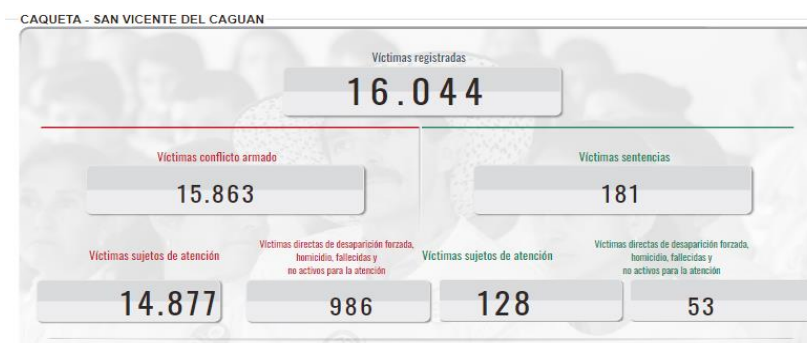 CAQUETA - SAN VICENTE DEL CAGUAN
Víctimas registradas
16.044
Víctimas conflicto armado
Víctimas sentencias
15.863
181
Víctimas sujetos de atención
Víctimas directas de desaparición forzada,
homicidio, fallecidas y
no activos para la atención
Víctimas sujetos de atención
Víctimas directas de desaparición forzada,
homicidio, fallecidas y
no activos para la atención
14.877
986
128
53